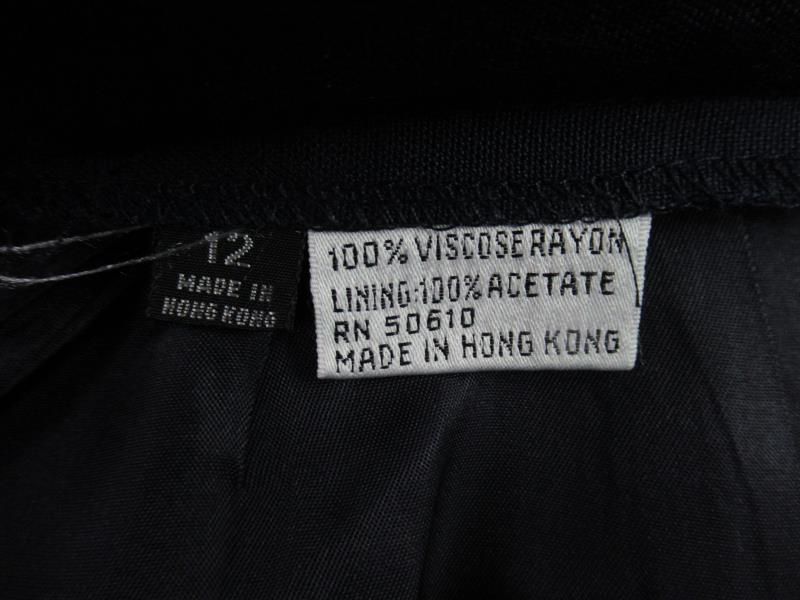 12
MADE IN
HONG KONG
100% VISCOSE RAYON
LINING:100% ACETATE
RN 50610
MADE IN HONG KONG